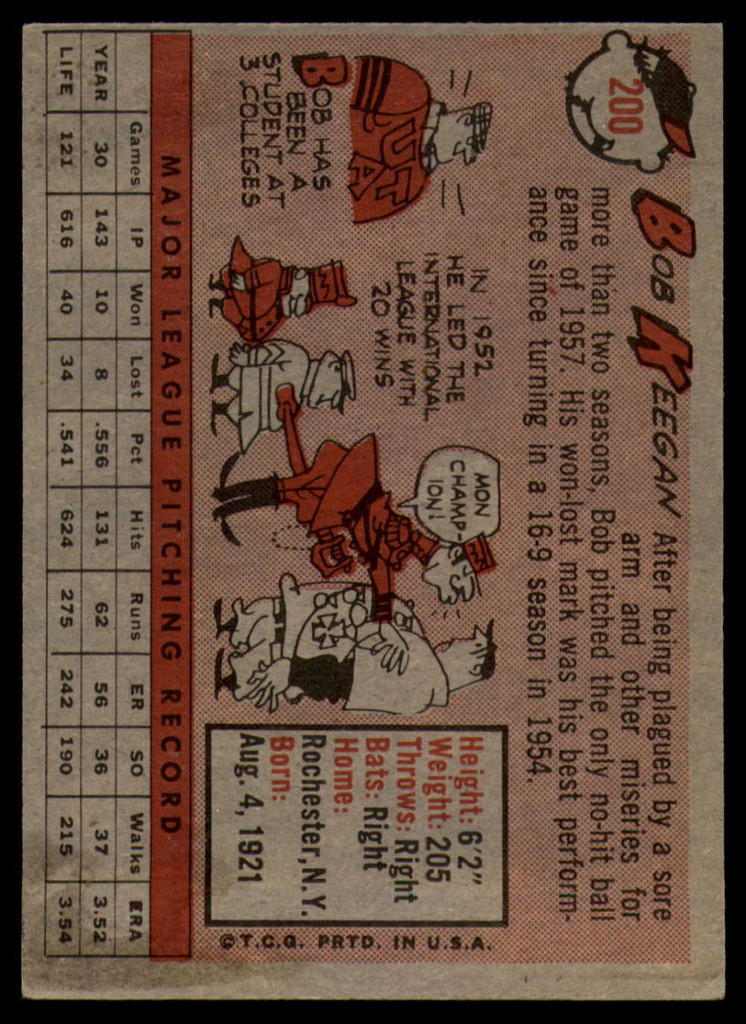 200
BOB KEEGAN
After being plagued by a sore
arm and other miseries for
more than two seasons, Bob pitched the only no-hit ball
game of 1957. His won-lost mark was his best perform-
ance since turning in a 16-9 season in 1954.
UTA
BOB HAS
BEEN A
STUDENT AT
3 COLLEGES
IN 1952
HE LED THE
INTERNATIONAL
LEAGUE WITH
20 WINS
MON
CHAMP-
ION!
Height: 6'2"
Weight: 205
Throws: Right
Bats: Right
Home:
Rochester, N.Y.
Born:
Aug. 4, 1921
©T.C.G. PRTD. IN U.S.A.
MAJOR LEAGUE PITCHING RECORD
Games IP Won Lost Pct Hits Runs ER SO Walks ERA
YEAR 30 143 10 8 .556 131 62 56 36 37 3.52
LIFE 121 616 40 34 .541 624 275 242 190 215 3.54